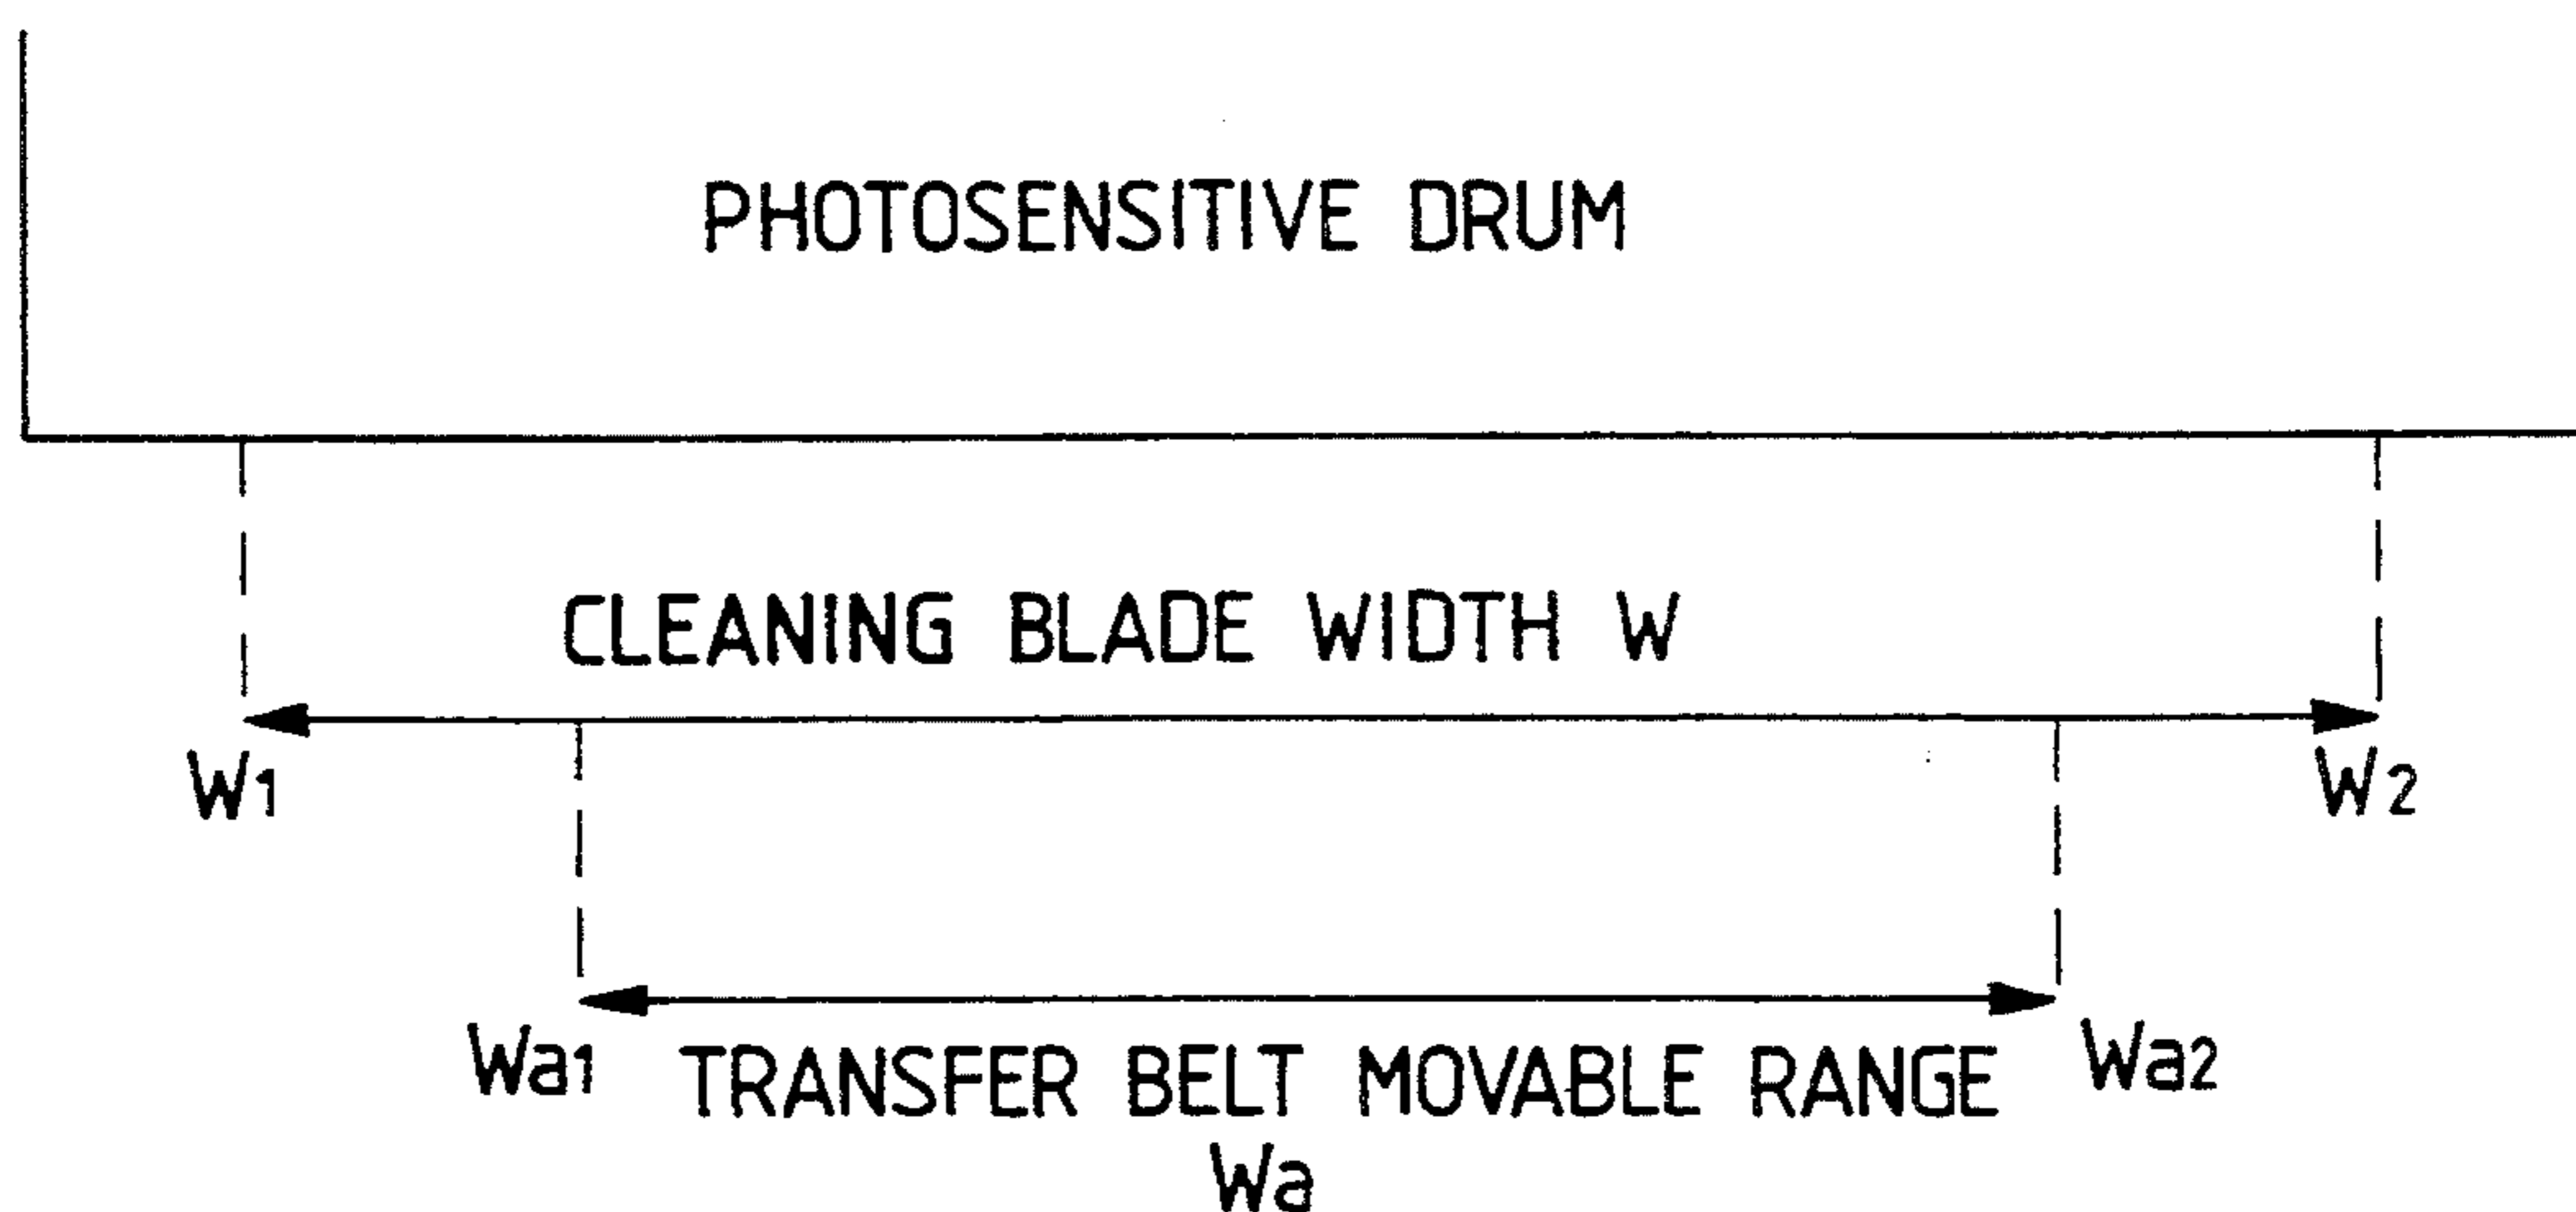 PHOTOSENSITIVE DRUM
CLEANING BLADE WIDTH W
W1
W2
Wa1
TRANSFER BELT MOVABLE RANGE
Wa2
Wa